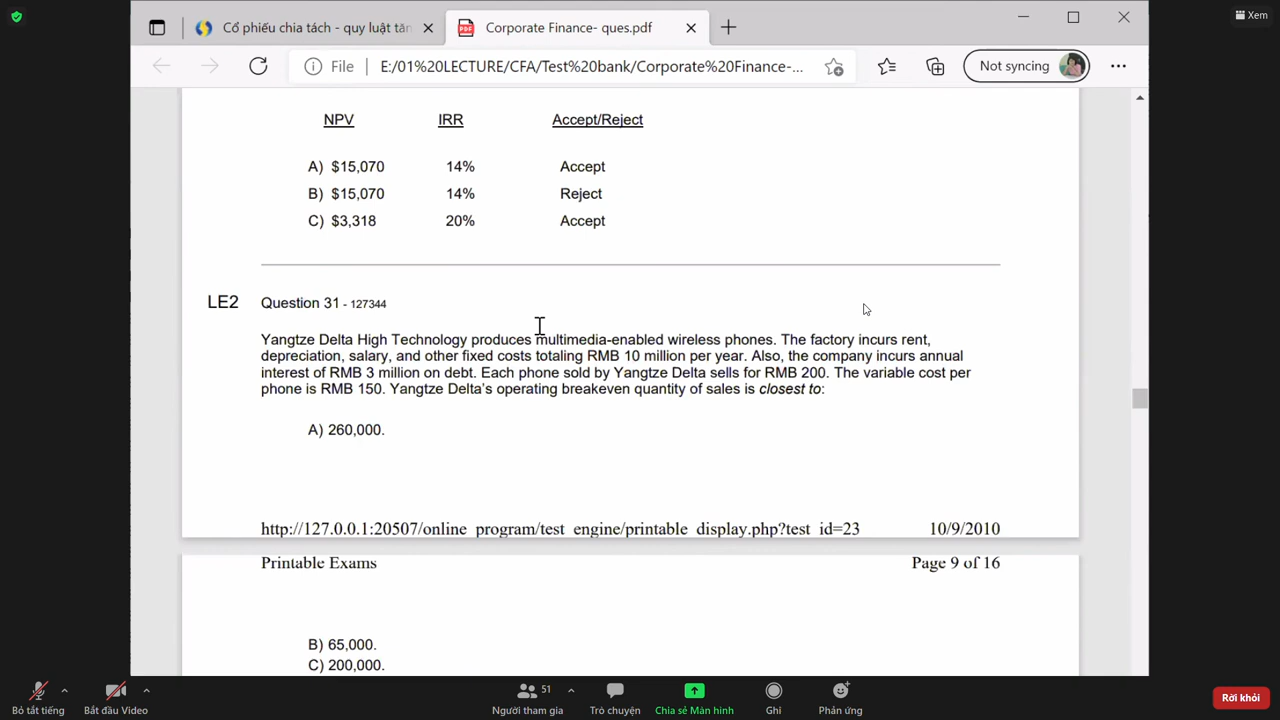 Xem
Cổ phiếu chia tách - quy luật tăn
Corporate Finance- ques.pdf
File E:/01%20LECTURE/CFA/Test%20bank/Corporate%20Finance-...
Not syncing
NPV IRR Accept/Reject
A) $15,070 14% Accept
B) $15,070 14% Reject
C) $3,318 20% Accept
LE2 Question 31 - 127344
Yangtze Delta High Technology produces multimedia-enabled wireless phones. The factory incurs rent,
depreciation, salary, and other fixed costs totaling RMB 10 million per year. Also, the company incurs annual
interest of RMB 3 million on debt. Each phone sold by Yangtze Delta sells for RMB 200. The variable cost per
phone is RMB 150. Yangtze Delta's operating breakeven quantity of sales is closest to:
A) 260,000.
http://127.0.0.1:20507/online_program/test_engine/printable_display.php?test_id=23 10/9/2010
Printable Exams Page 9 of 16
B) 65,000.
C) 200,000.
Bỏ tắt tiếng Bắt đầu Video Người tham gia 51 Trò chuyện Chia sẻ Màn hình Ghi Phản ứng Rời khỏi